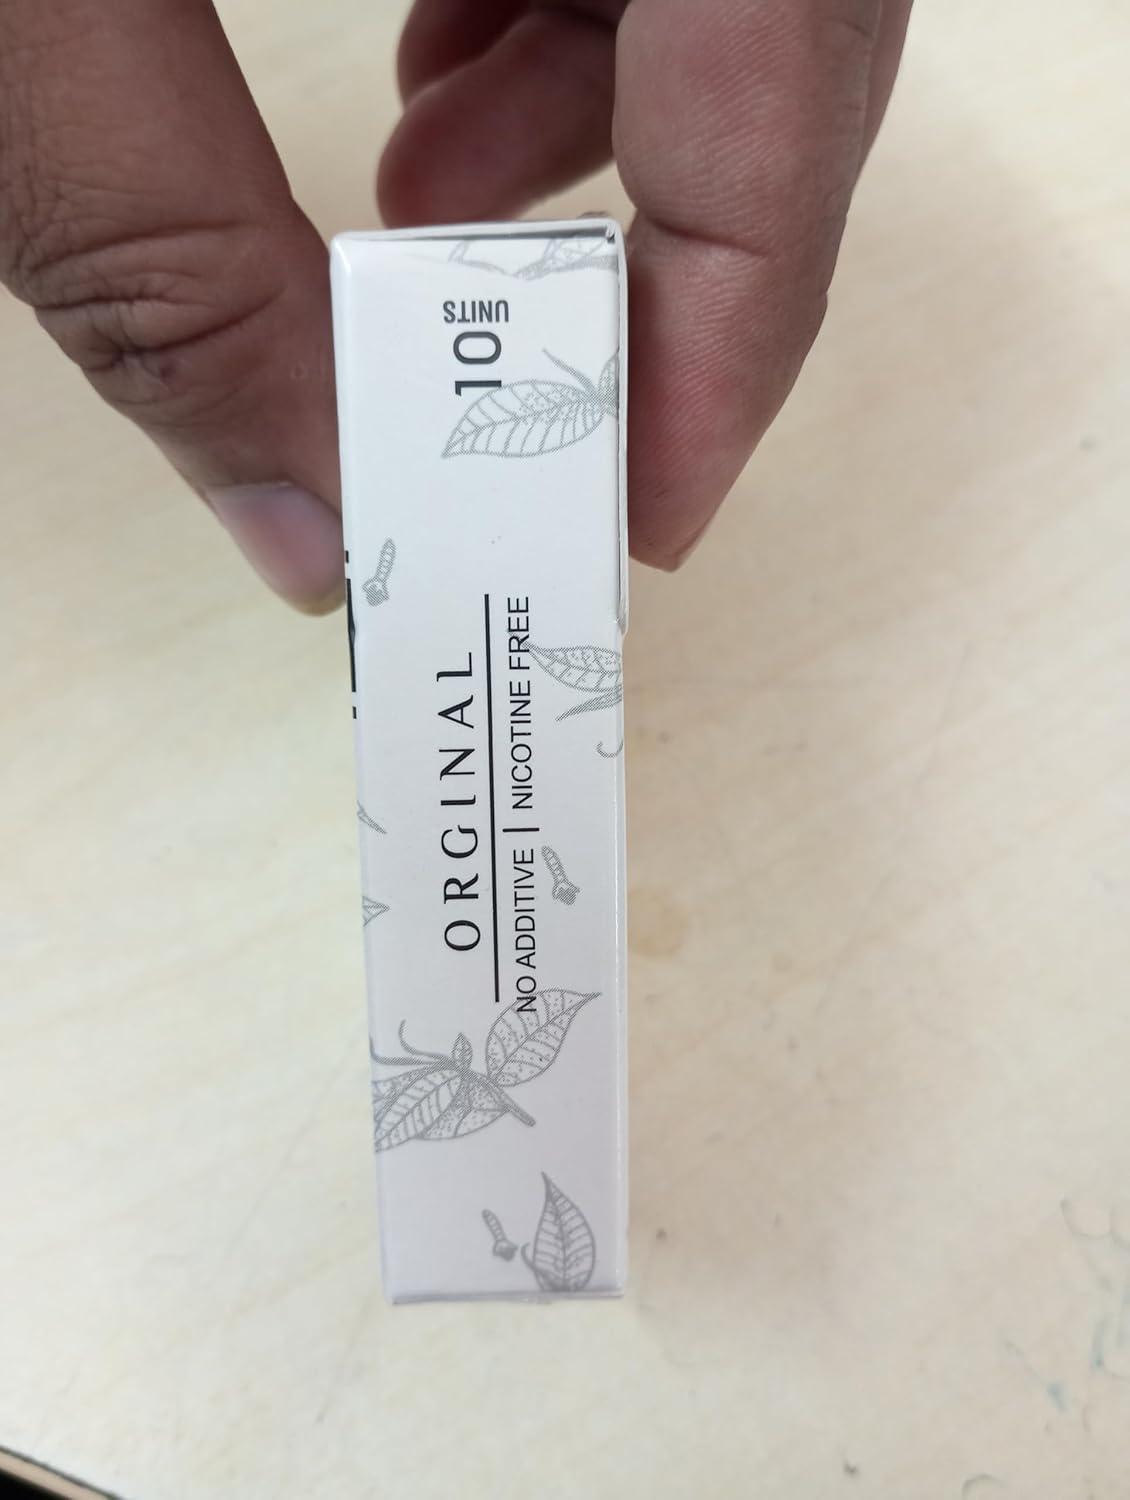 10
UNITS
ORGINAL
NO ADDITIVE | NICOTINE FREE